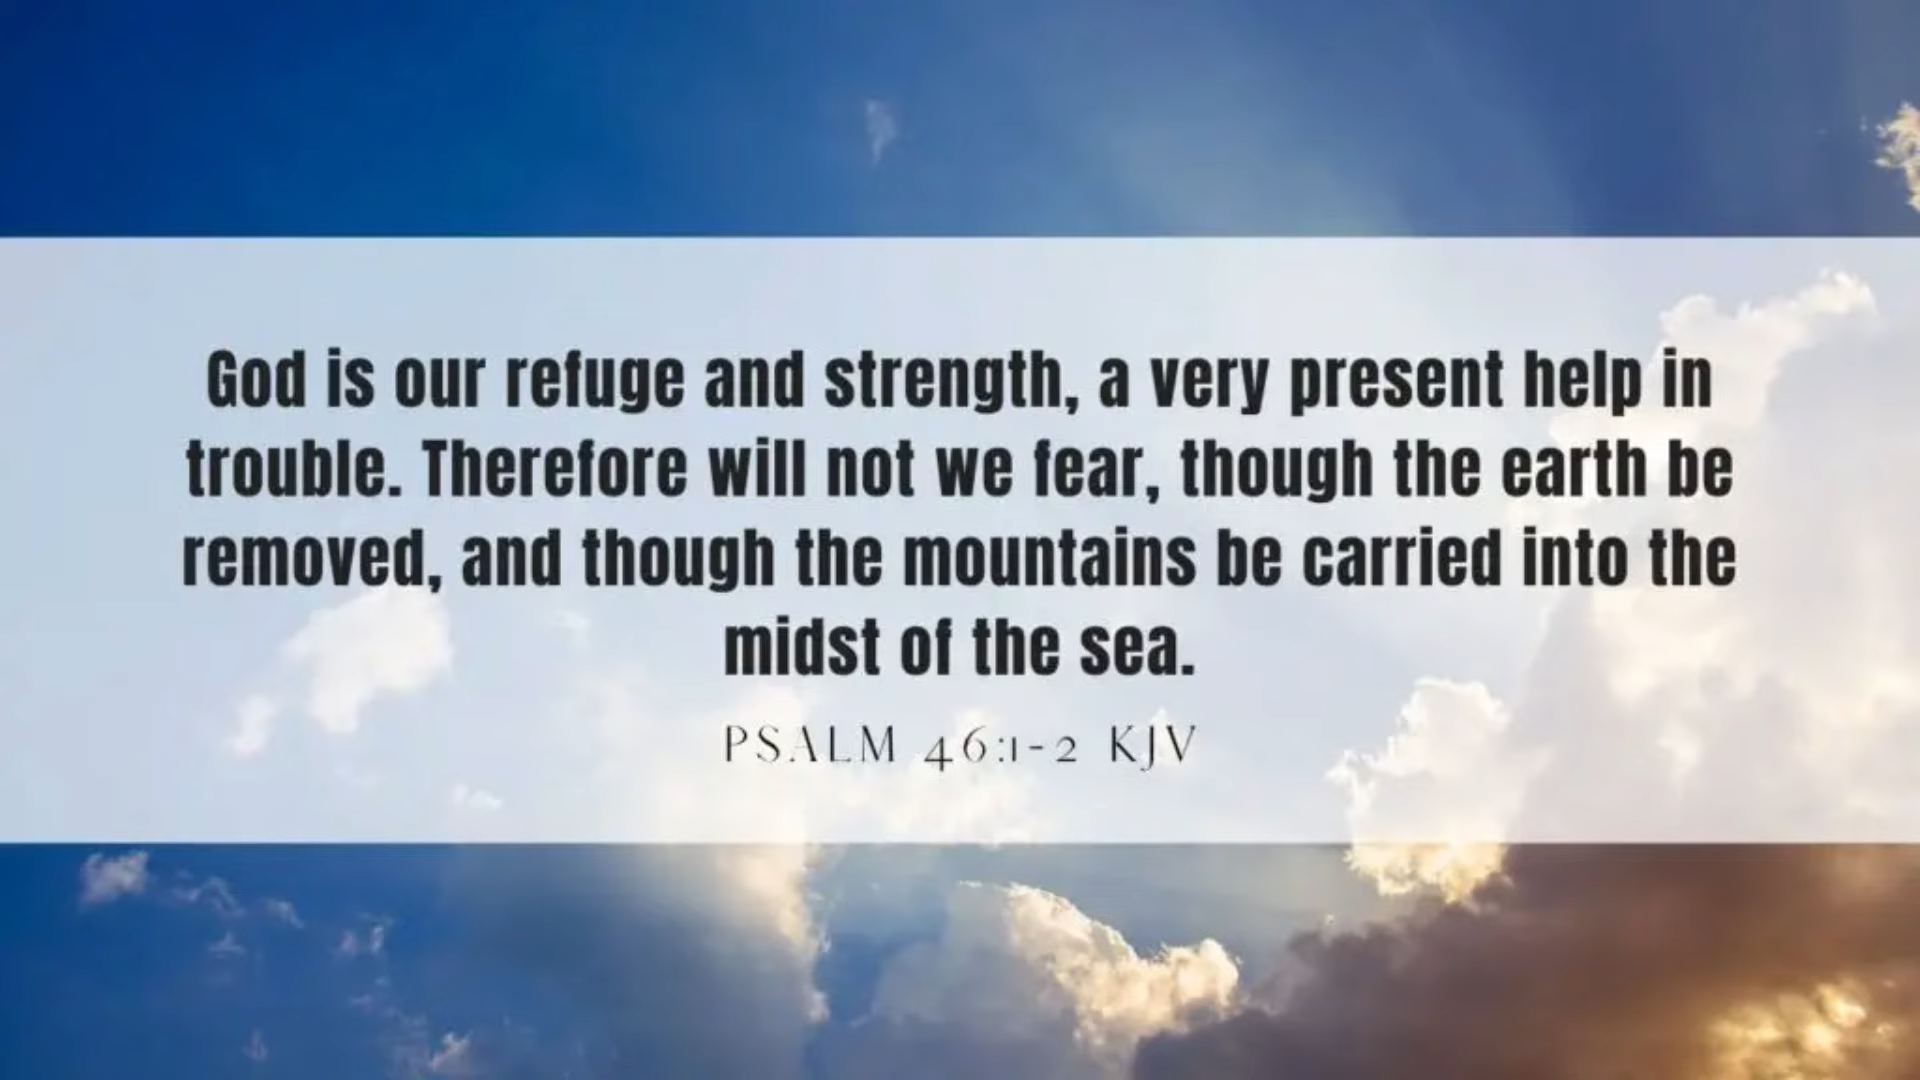 God is our refuge and strength, a very present help in
trouble. Therefore will not we fear, though the earth be
removed, and though the mountains be carried into the
midst of the sea.
PSALM 46:1-2 KJV